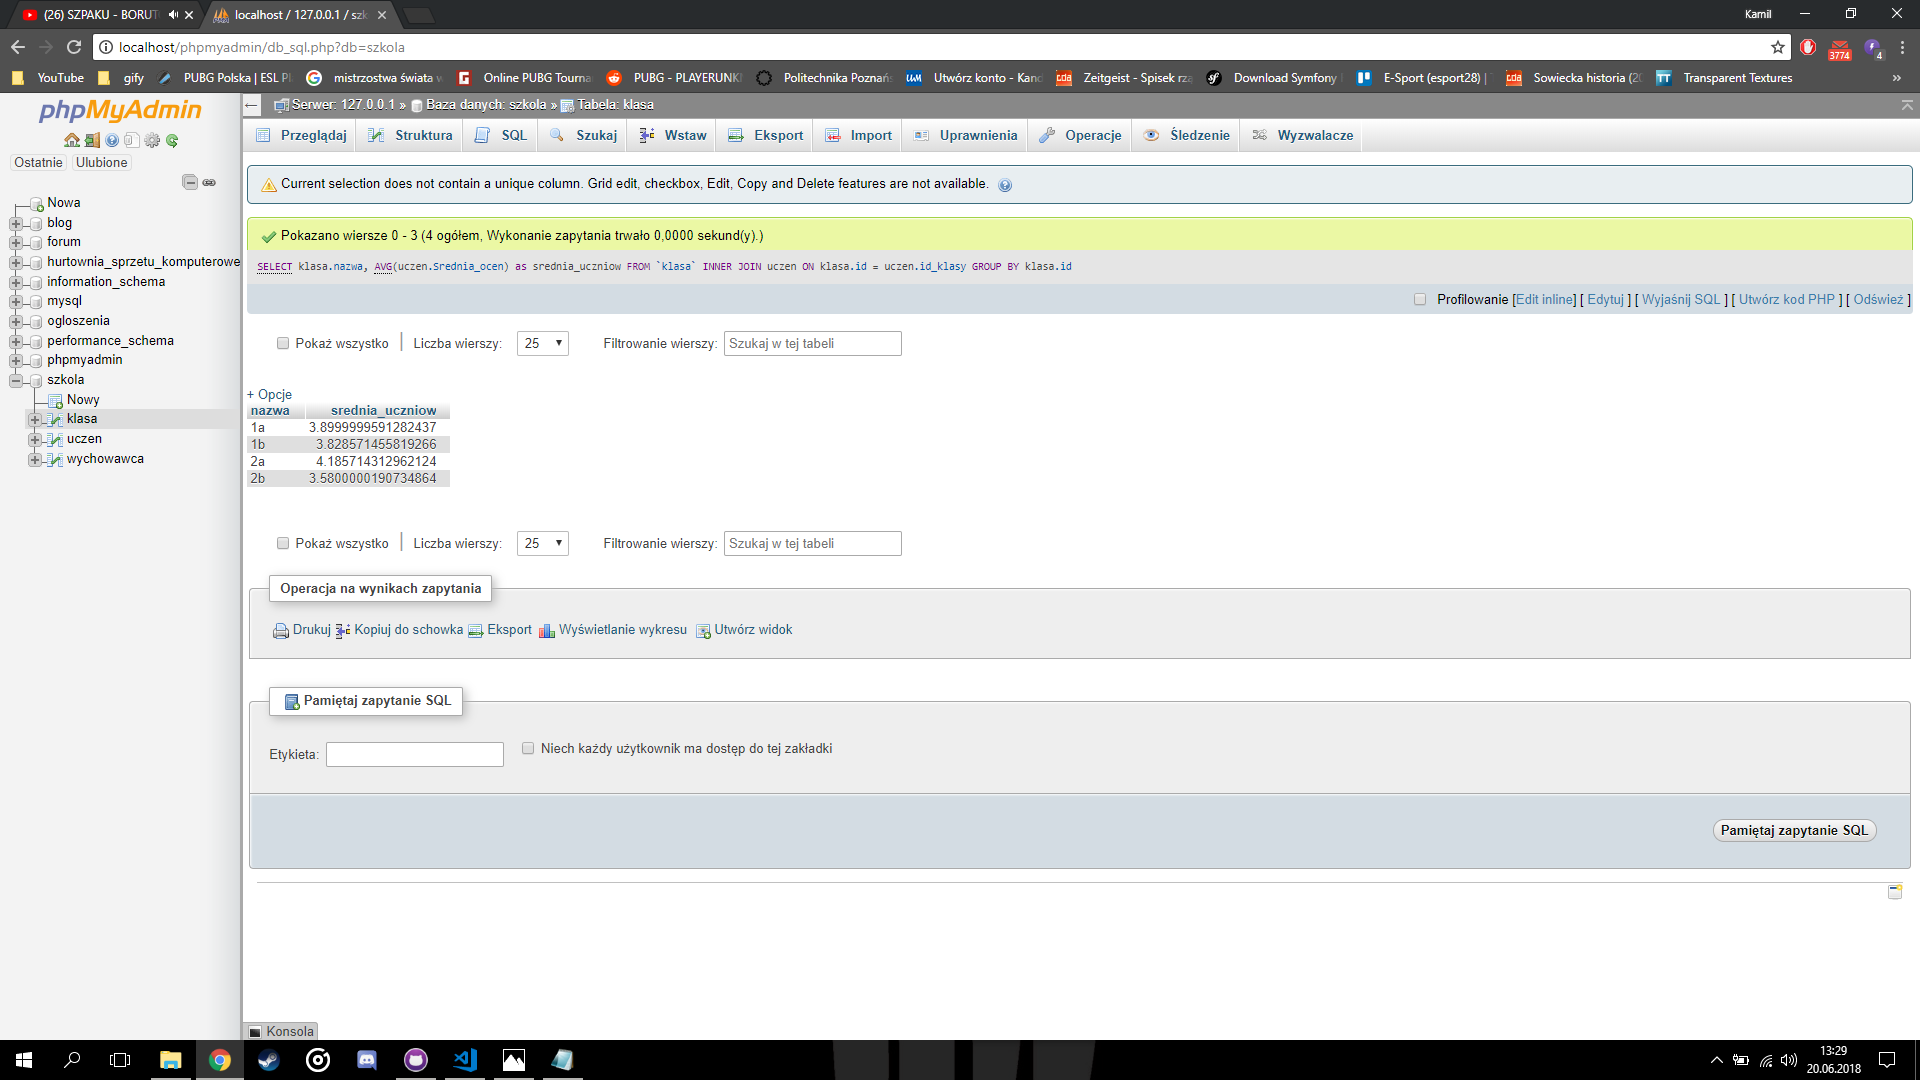 (26) SZPAKU - BORUT
localhost / 127.0.0.1 / szk
Kamil
localhost/phpmyadmin/db_sql.php?db=szkola
3774
4
YouTube
gify
PUBG Polska | ESL Pl
mistrzostwa świata w
Online PUBG Tourna
PUBG - PLAYERUNK
Politechnika Poznańs
Utwórz konto - Kand
Zeitgeist - Spisek rzą
Download Symfony
E-Sport (esport28) |
Sowiecka historia (20
Transparent Textures
»
phpMyAdmin
Ostatnie
Ulubione
Nowa
blog
forum
hurtownia_sprzetu_komputerowe
information_schema
mysql
ogloszenia
performance_schema
phpmyadmin
szkola
Nowy
klasa
uczen
wychowawca
Serwer: 127.0.0.1 » Baza danych: szkola » Tabela: klasa
Przeglądaj
Struktura
SQL
Szukaj
Wstaw
Eksport
Import
Uprawnienia
Operacje
Śledzenie
Wyzwalacze
Current selection does not contain a unique column. Grid edit, checkbox, Edit, Copy and Delete features are not available.
Pokazano wiersze 0 - 3 (4 ogółem, Wykonanie zapytania trwało 0,0000 sekund(y).)
SELECT klasa.nazwa, AVG(uczen.Srednia_ocen) as srednia_uczniow FROM `klasa` INNER JOIN uczen ON klasa.id = uczen.id_klasy GROUP BY klasa.id
Profilowanie [Edit inline] [ Edytuj ] [ Wyjaśnij SQL ] [ Utwórz kod PHP ] [ Odśwież ]
Pokaż wszystko | Liczba wierszy: 25 Filtrowanie wierszy: Szukaj w tej tabeli
+ Opcje
nazwa srednia_uczniow
1a 3.8999999591282437
1b 3.828571455819266
2a 4.185714312962124
2b 3.5800000190734864
Pokaż wszystko | Liczba wierszy: 25 Filtrowanie wierszy: Szukaj w tej tabeli
Operacja na wynikach zapytania
Drukuj Kopiuj do schowka Eksport Wyświetlanie wykresu Utwórz widok
Pamiętaj zapytanie SQL
Etykieta:
Niech każdy użytkownik ma dostęp do tej zakładki
Pamiętaj zapytanie SQL
Konsola
13:29
20.06.2018